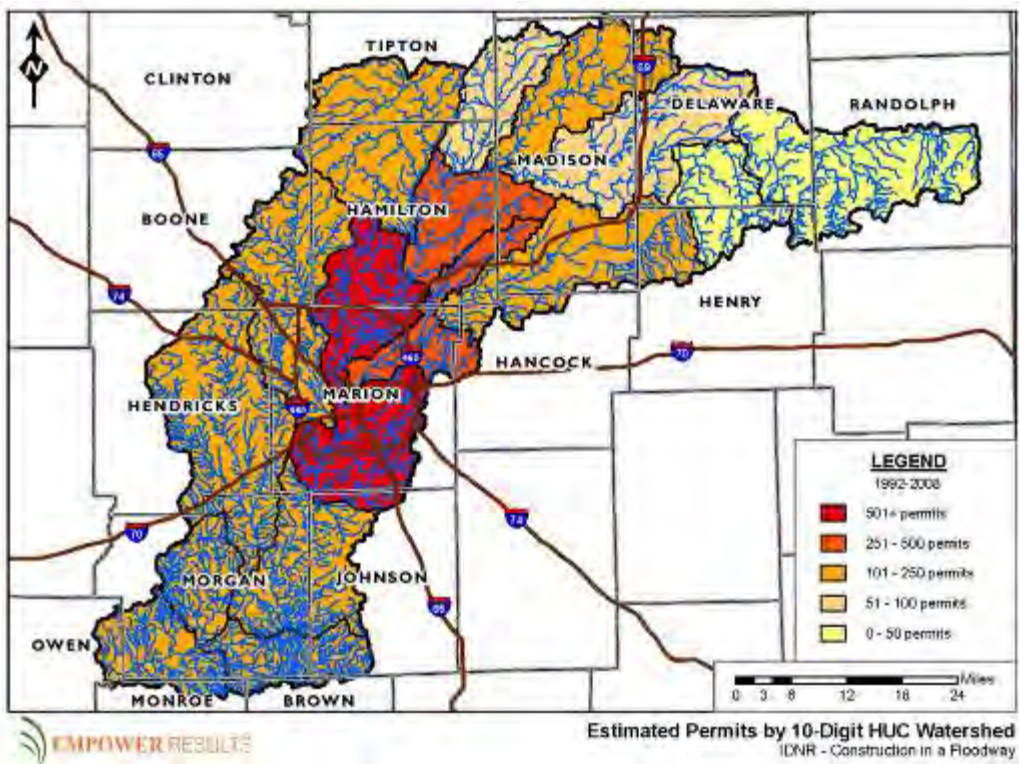 N
TIPTON
CLINTON
69
DELAWARE
RANDOLPH
65
MADISON
BOONE
HAMILTON
74
HENRY
465
70
HANCOCK
MARION
HENDRICKS
465
LEGEND
1992-2008
501+ permits
251 - 500 permits
101 - 250 permits
51 - 100 permits
0 - 50 permits
74
70
MORGAN
JOHNSON
65
OWEN
Miles
0 3 6 12 18 24
MONROE
BROWN
EMPOWER RESULTS
Estimated Permits by 10-Digit HUC Watershed
IDNR - Construction in a Floodway